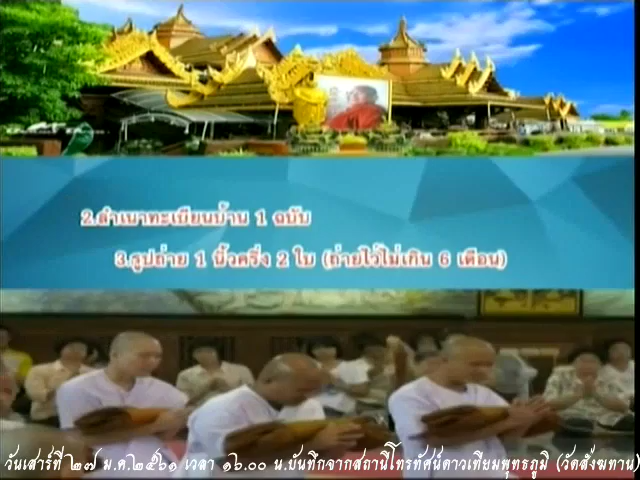 2.สำเนาทะเบียนบ้าน 1 ฉบับ
3.รูปถ่าย 1 นิ้วครึ่ง 2 ใบ (ถ่ายไว้ไม่เกิน 6 เดือน)
วันเสาร์ที่ ๒๗ ม.ค.๒๕๖๑ เวลา ๑๖.๐๐ น.บันทึกจากสถานีโทรทัศน์ดาวเทียมพุทธภูมิ (วัดสังฆทาน)